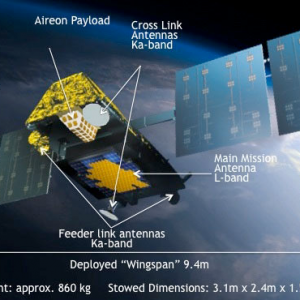 Aireon Payload
Cross Link
Antennas
Ka-band
Main Mission
Antenna
L-band
Feeder link antennas
Ka-band
Deployed “Wingspan” 9.4m
nt: approx. 860 kg
Stowed Dimensions: 3.1m x 2.4m x 1.